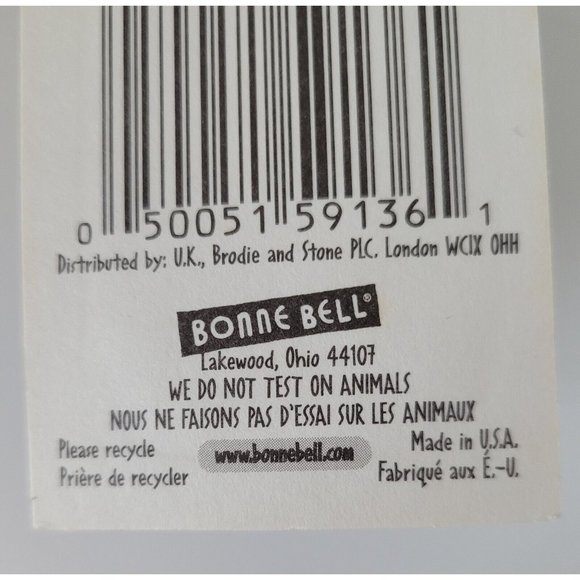 0 50051 59136 1
Distributed by: U.K., Brodie and Stone PLC. London WC1X 0HH
BONNE BELL®
Lakewood, Ohio 44107
WE DO NOT TEST ON ANIMALS
NOUS NE FAISONS PAS D'ESSAI SUR LES ANIMAUX
Please recycle
Prière de recycler
www.bonnebell.com
Made in U.S.A.
Fabriqué aux É.-U.